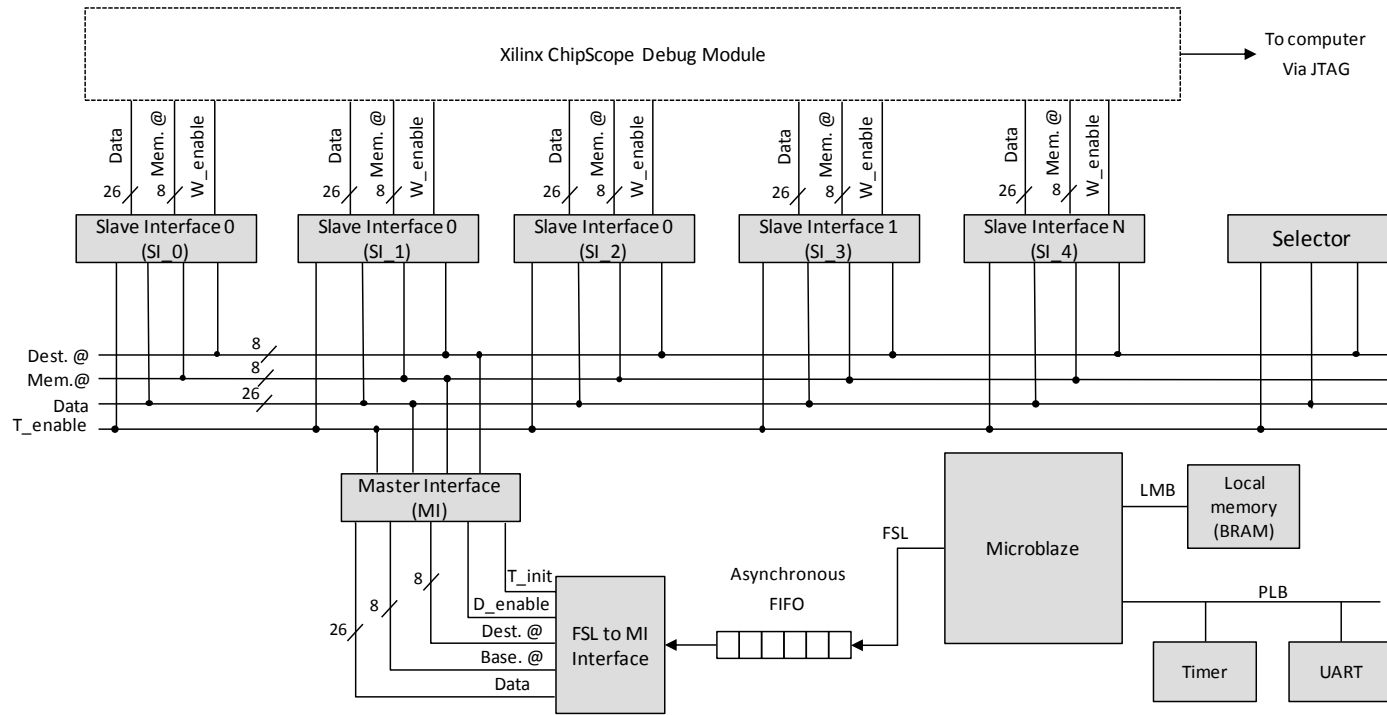 Xilinx ChipScope Debug Module
To computer
Via JTAG
Data
Mem. @
W_enable
26
8
Data
Mem. @
W_enable
26
8
Data
Mem. @
W_enable
26
8
Data
Mem. @
W_enable
26
8
Data
Mem. @
W_enable
26
8
Slave Interface 0
(SI_0)
Slave Interface 0
(SI_1)
Slave Interface 0
(SI_2)
Slave Interface 1
(SI_3)
Slave Interface N
(SI_4)
Selector
Dest. @
8
Mem.@
8
Data
26
T_enable
Master Interface
(MI)
T_init
D_enable
Dest. @
Base. @
Data
8
8
26
FSL to MI
Interface
Asynchronous
FIFO
FSL
Microblaze
LMB
Local
memory
(BRAM)
PLB
Timer
UART